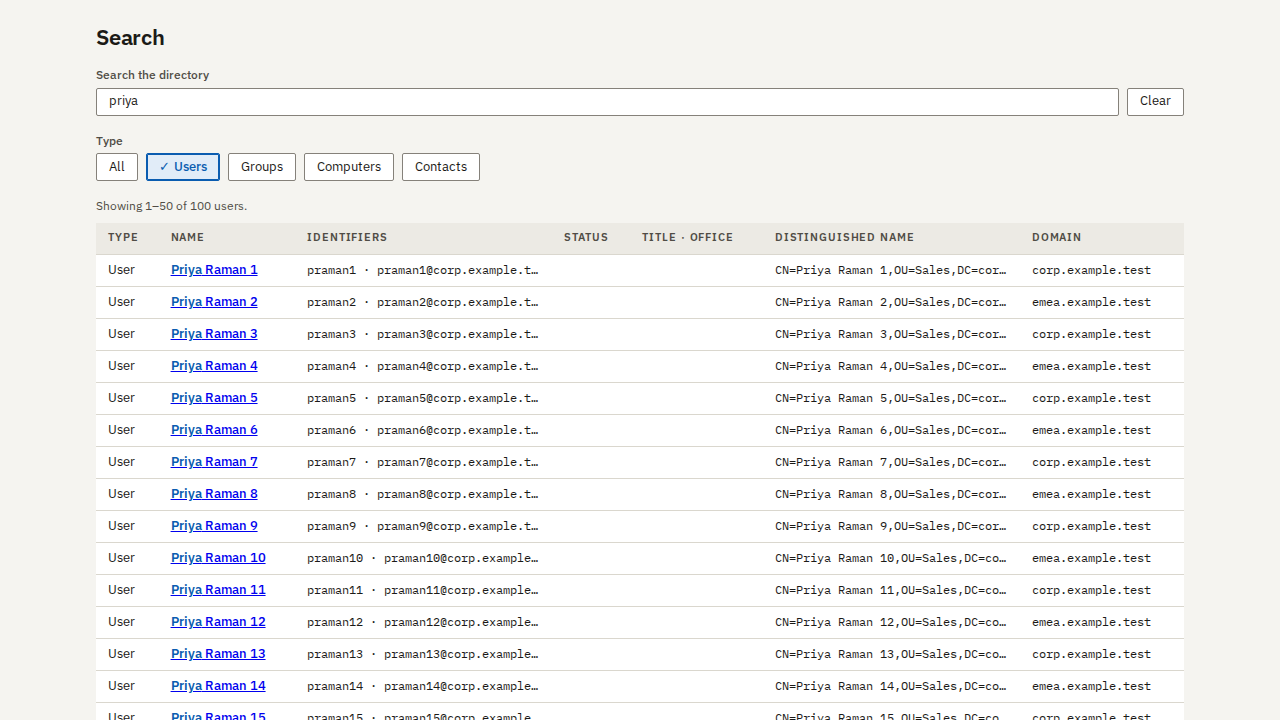 Search
Search the directory
priya Clear
Type
All ✓ Users Groups Computers Contacts
Showing 1–50 of 100 users.
TYPE NAME IDENTIFIERS STATUS TITLE · OFFICE DISTINGUISHED NAME DOMAIN
User Priya Raman 1 praman1 · praman1@corp.example.t… CN=Priya Raman 1,OU=Sales,DC=cor… corp.example.test
User Priya Raman 2 praman2 · praman2@corp.example.t… CN=Priya Raman 2,OU=Sales,DC=cor… emea.example.test
User Priya Raman 3 praman3 · praman3@corp.example.t… CN=Priya Raman 3,OU=Sales,DC=cor… corp.example.test
User Priya Raman 4 praman4 · praman4@corp.example.t… CN=Priya Raman 4,OU=Sales,DC=cor… emea.example.test
User Priya Raman 5 praman5 · praman5@corp.example.t… CN=Priya Raman 5,OU=Sales,DC=cor… corp.example.test
User Priya Raman 6 praman6 · praman6@corp.example.t… CN=Priya Raman 6,OU=Sales,DC=cor… emea.example.test
User Priya Raman 7 praman7 · praman7@corp.example.t… CN=Priya Raman 7,OU=Sales,DC=cor… corp.example.test
User Priya Raman 8 praman8 · praman8@corp.example.t… CN=Priya Raman 8,OU=Sales,DC=cor… emea.example.test
User Priya Raman 9 praman9 · praman9@corp.example.t… CN=Priya Raman 9,OU=Sales,DC=cor… corp.example.test
User Priya Raman 10 praman10 · praman10@corp.example… CN=Priya Raman 10,OU=Sales,DC=co… emea.example.test
User Priya Raman 11 praman11 · praman11@corp.example… CN=Priya Raman 11,OU=Sales,DC=co… corp.example.test
User Priya Raman 12 praman12 · praman12@corp.example… CN=Priya Raman 12,OU=Sales,DC=co… emea.example.test
User Priya Raman 13 praman13 · praman13@corp.example… CN=Priya Raman 13,OU=Sales,DC=co… corp.example.test
User Priya Raman 14 praman14 · praman14@corp.example… CN=Priya Raman 14,OU=Sales,DC=co… emea.example.test
User Priya Raman 15 praman15 · praman15@corp.example… CN=Priya Raman 15,OU=Sales,DC=co… corp.example.test